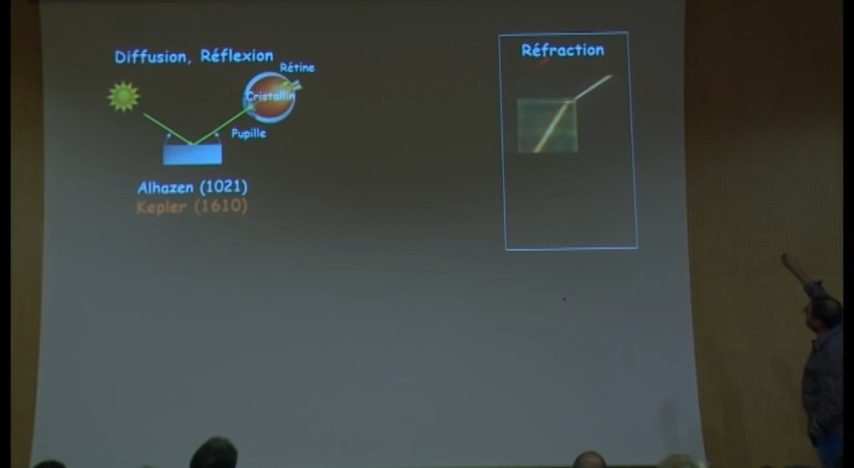 Diffusion, Réflexion
Rétine
Cristallin
Pupille
Alhazen (1021)
Kepler (1610)
Réfraction